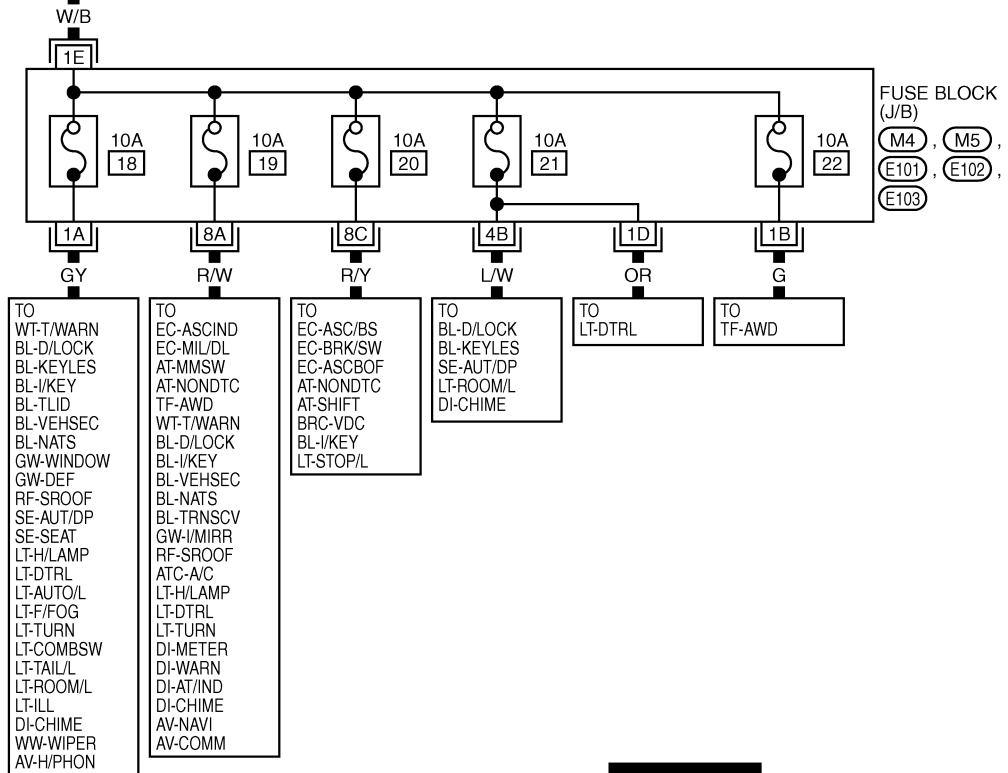 W/B
1E
FUSE BLOCK
(J/B)
M4 , M5 ,
E101 , E102 ,
E103
10A
18
10A
19
10A
20
10A
21
10A
22
1A
8A
8C
4B
1D
1B
GY
R/W
R/Y
L/W
OR
G
TO
WT-T/WARN
BL-D/LOCK
BL-KEYLES
BL-I/KEY
BL-TLID
BL-VEHSEC
BL-NATS
GW-WINDOW
GW-DEF
RF-SROOF
SE-AUT/DP
SE-SEAT
LT-H/LAMP
LT-DTRL
LT-AUTO/L
LT-F/FOG
LT-TURN
LT-COMBSW
LT-TAIL/L
LT-ROOM/L
LT-ILL
DI-CHIME
WW-WIPER
AV-H/PHON
TO
EC-ASCIND
EC-MIL/DL
AT-MMSW
AT-NONDTC
TF-AWD
WT-T/WARN
BL-D/LOCK
BL-I/KEY
BL-VEHSEC
BL-NATS
BL-TRNSCV
GW-I/MIRR
RF-SROOF
ATC-A/C
LT-H/LAMP
LT-DTRL
LT-TURN
DI-METER
DI-WARN
DI-AT/IND
DI-CHIME
AV-NAVI
AV-COMM
TO
EC-ASC/BS
EC-BRK/SW
EC-ASCBOF
AT-NONDTC
AT-SHIFT
BRC-VDC
BL-I/KEY
LT-STOP/L
TO
BL-D/LOCK
BL-KEYLES
SE-AUT/DP
LT-ROOM/L
DI-CHIME
TO
LT-DTRL
TO
TF-AWD